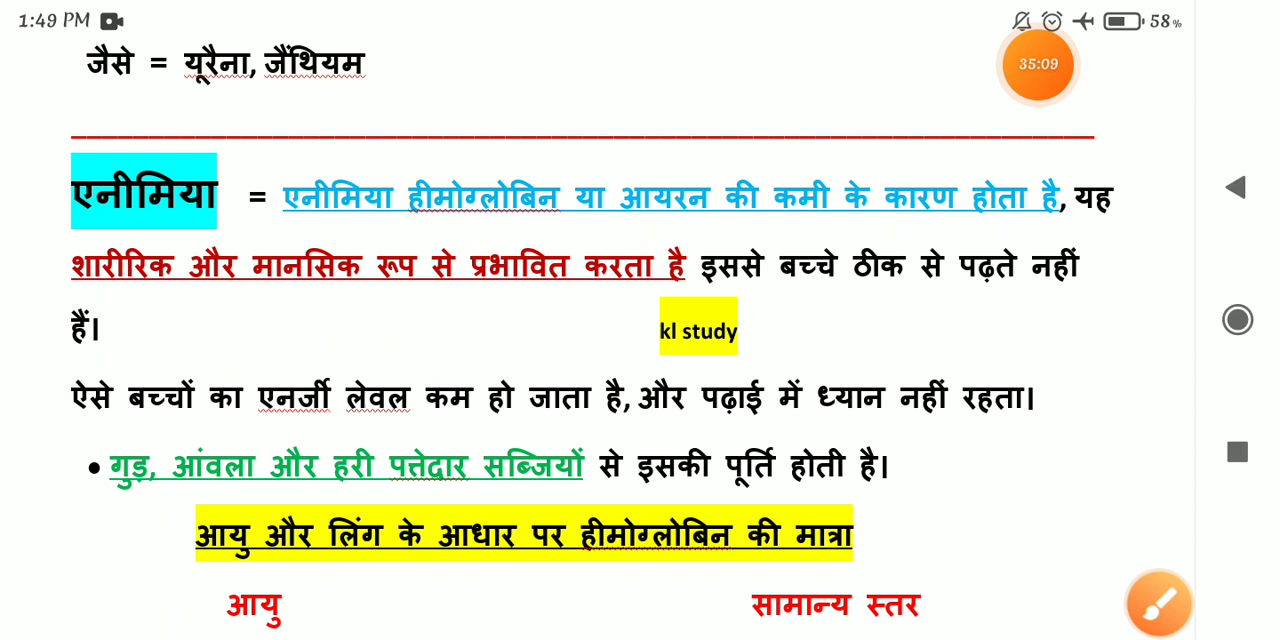 1:49 PM 58%
जैसे = यूरैना, जैंथियम
35:09
एनीमिया = एनीमिया हीमोग्लोबिन या आयरन की कमी के कारण होता है, यह
शारीरिक और मानसिक रूप से प्रभावित करता है इससे बच्चे ठीक से पढ़ते नहीं
हैं। kl study
ऐसे बच्चों का एनर्जी लेवल कम हो जाता है, और पढ़ाई में ध्यान नहीं रहता।
• गुड़, आंवला और हरी पत्तेद्वार सब्जियों से इसकी पूर्ति होती है।
आयु और लिंग के आधार पर हीमोग्लोबिन की मात्रा
आयु सामान्य स्तर